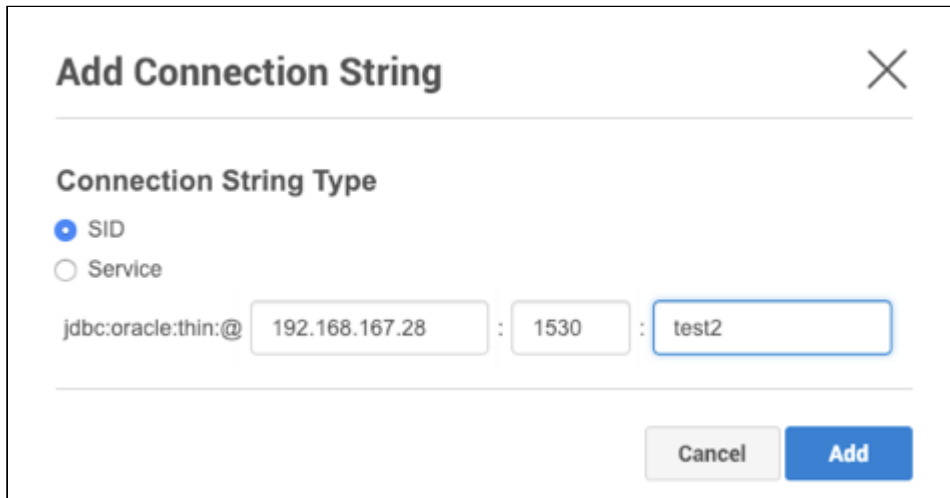 Add Connection String
Connection String Type
SID
Service
jdbc:oracle:thin:@ 192.168.167.28 : 1530 : test2
Cancel Add